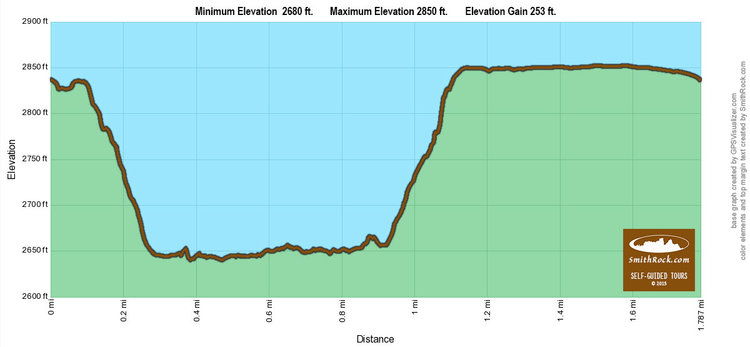 Minimum Elevation 2680 ft. Maximum Elevation 2850 ft. Elevation Gain 253 ft.
2900 ft
2850 ft
2800 ft
2750 ft
2700 ft
2650 ft
2600 ft
Elevation
0 mi
0.2 mi
0.4 mi
0.6 mi
0.8 mi
1 mi
1.2 mi
1.4 mi
1.6 mi
1.787 mi
Distance
SmithRock.com
SELF-GUIDED TOURS
© 2015
base graph created by GPSVisualizer.com
color elements and top margin text created by SmithRock.com